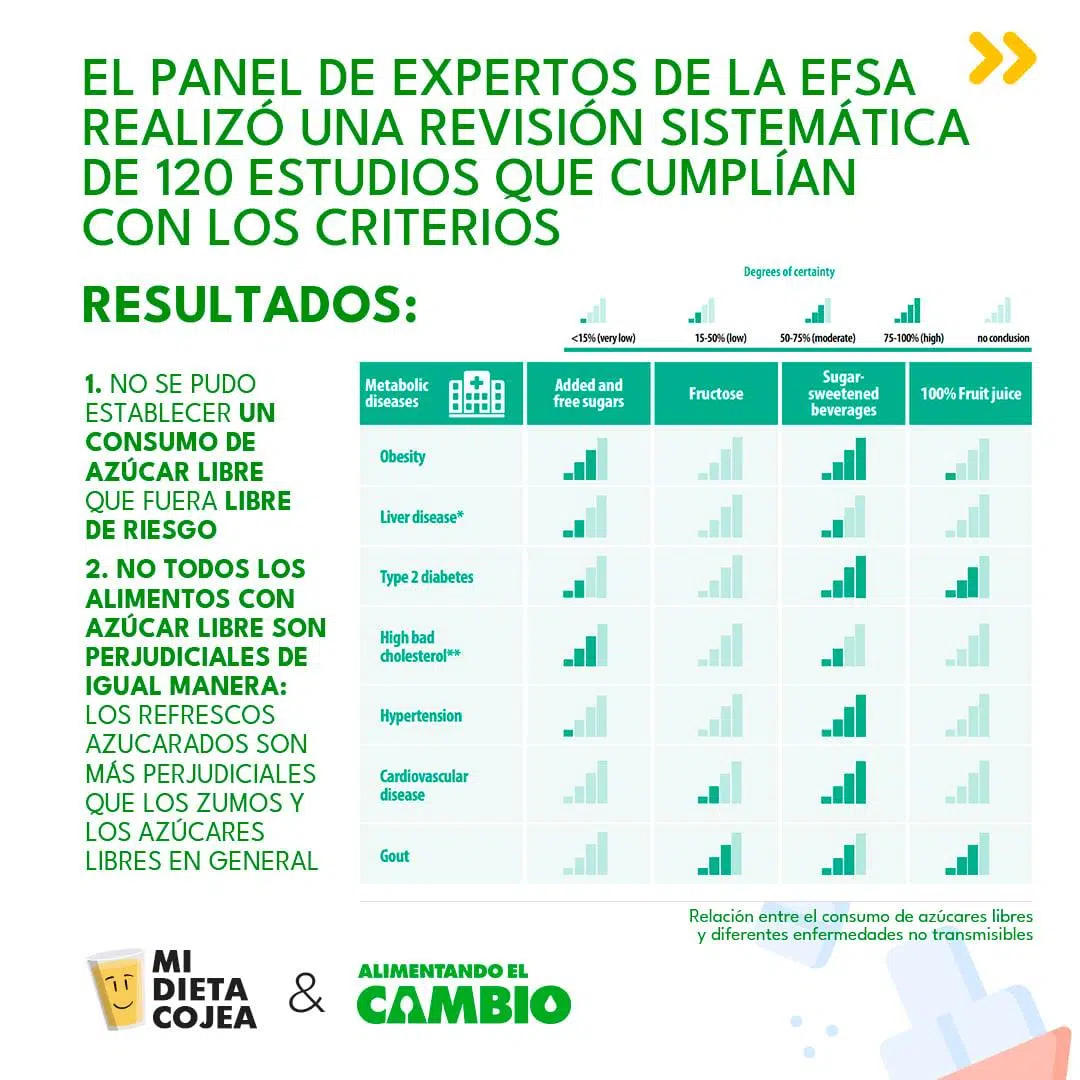 EL PANEL DE EXPERTOS DE LA EFSA
REALIZÓ UNA REVISIÓN SISTEMÁTICA
DE 120 ESTUDIOS QUE CUMPLÍAN
CON LOS CRITERIOS
RESULTADOS:
1. NO SE PUDO
ESTABLECER UN
CONSUMO DE
AZÚCAR LIBRE
QUE FUERA LIBRE
DE RIESGO
2. NO TODOS LOS
ALIMENTOS CON
AZÚCAR LIBRE SON
PERJUDICIALES DE
IGUAL MANERA:
LOS REFRESCOS
AZUCARADOS SON
MÁS PERJUDICIALES
QUE LOS ZUMOS Y
LOS AZÚCARES
LIBRES EN GENERAL
Degrees of certainty
<15% (very low) 15-50% (low) 50-75% (moderate) 75-100% (high) no conclusion
Metabolic
diseases
Added and
free sugars
Fructose
Sugar-
sweetened
beverages
100% Fruit juice
Obesity
Liver disease*
Type 2 diabetes
High bad
cholesterol**
Hypertension
Cardiovascular
disease
Gout
Relación entre el consumo de azúcares libres
y diferentes enfermedades no transmisibles
MI
DIETA
COJEA
&
ALIMENTANDO EL
CAMBIO